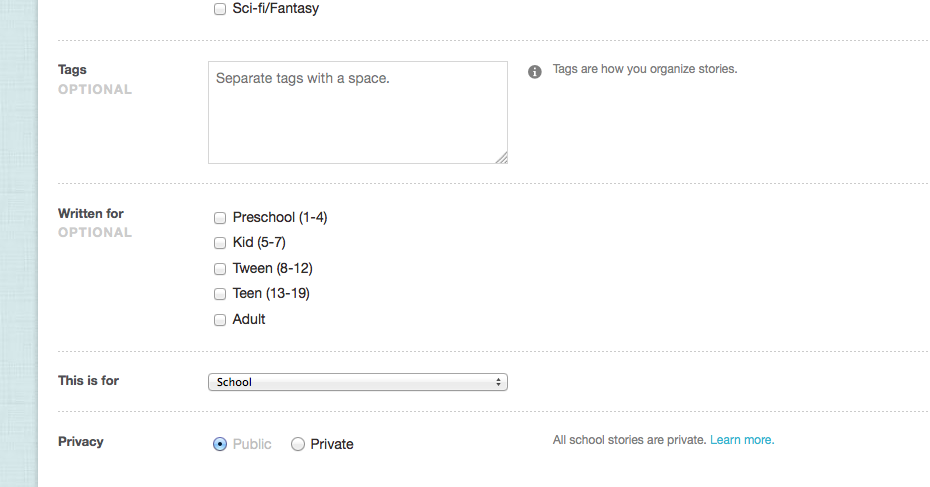 Sci-fi/Fantasy
Tags
OPTIONAL
Separate tags with a space.
Tags are how you organize stories.
Written for
OPTIONAL
Preschool (1-4)
Kid (5-7)
Tween (8-12)
Teen (13-19)
Adult
This is for
School
Privacy
Public
Private
All school stories are private. Learn more.